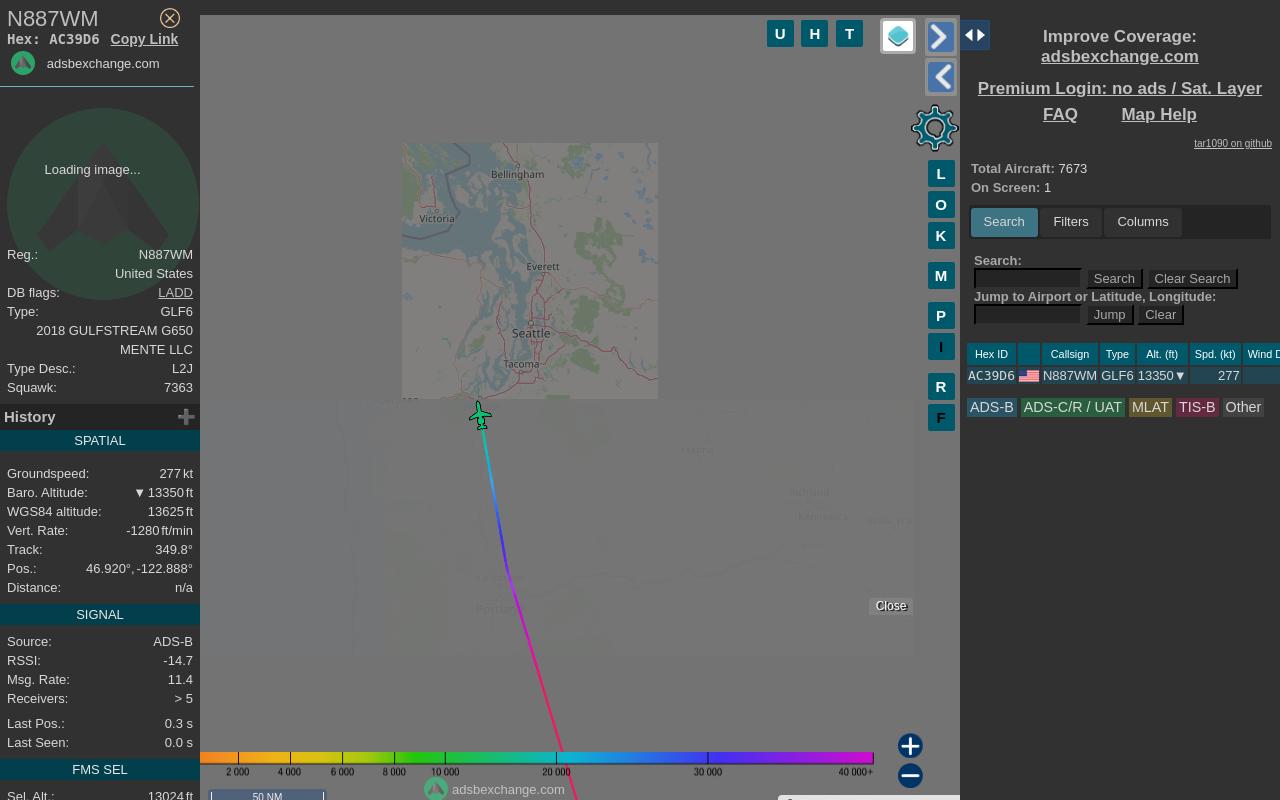 N887WM
Hex: AC39D6 Copy Link
adsbexchange.com
Loading image...
Reg.: N887WM
United States
DB flags: LADD
Type: GLF6
2018 GULFSTREAM G650
MENTE LLC
Type Desc.: L2J
Squawk: 7363
History
SPATIAL
Groundspeed: 277 kt
Baro. Altitude: ▼ 13350 ft
WGS84 altitude: 13625 ft
Vert. Rate: -1280 ft/min
Track: 349.8°
Pos.: 46.920°, -122.888°
Distance: n/a
SIGNAL
Source: ADS-B
RSSI: -14.7
Msg. Rate: 11.4
Receivers: > 5
Last Pos.: 0.3 s
Last Seen: 0.0 s
FMS SEL
Sel. Alt.: 13024 ft
U H T
L
O
K
M
P
I
R
F
Bellingham
Victoria
Everett
Seattle
Tacoma
Richland
Kennewick
Portland
Close
2 000 4 000 6 000 8 000 10 000 20 000 30 000 40 000+
adsbexchange.com
50 NM
Improve Coverage:
adsbexchange.com
Premium Login: no ads / Sat. Layer
FAQ Map Help
tar1090 on github
Total Aircraft: 7673
On Screen: 1
Search Filters Columns
Search:
Search Clear Search
Jump to Airport or Latitude, Longitude:
Jump Clear
Hex ID Callsign Type Alt. (ft) Spd. (kt) Wind D
AC39D6 N887WM GLF6 13350▼ 277
ADS-B ADS-C/R / UAT MLAT TIS-B Other